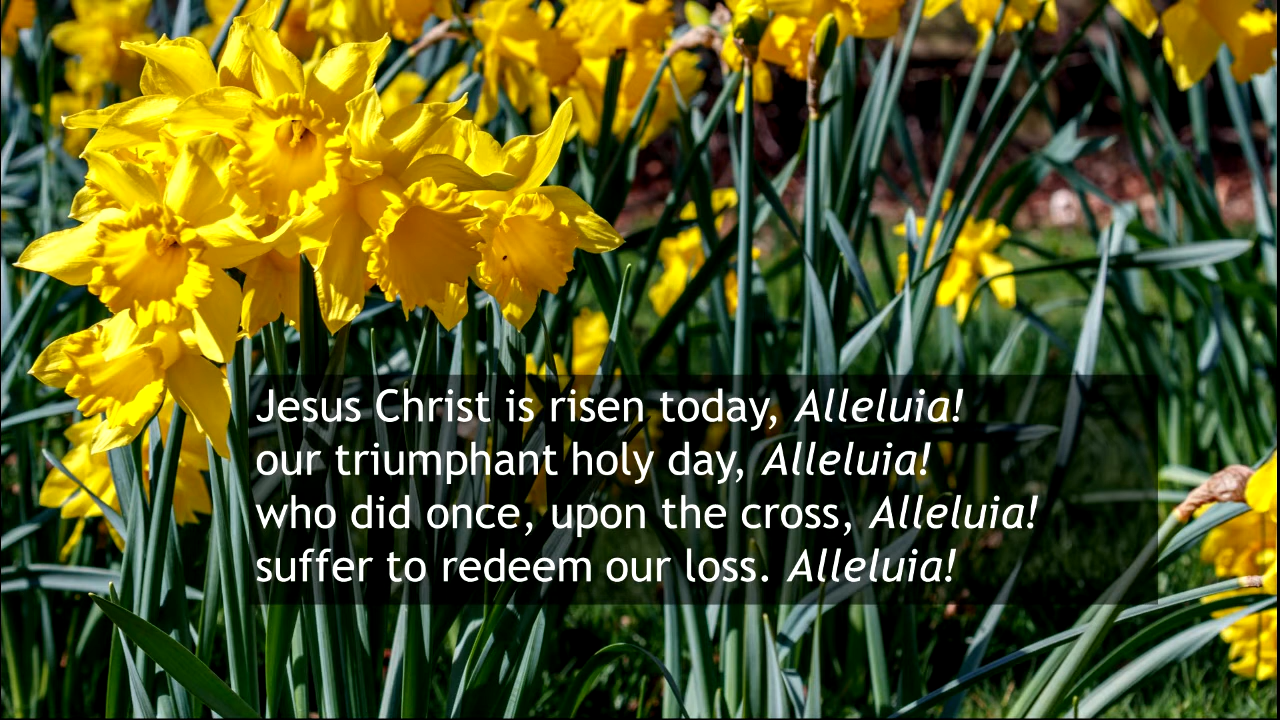 Jesus Christ is risen today, Alleluia!
our triumphant holy day, Alleluia!
who did once, upon the cross, Alleluia!
suffer to redeem our loss. Alleluia!